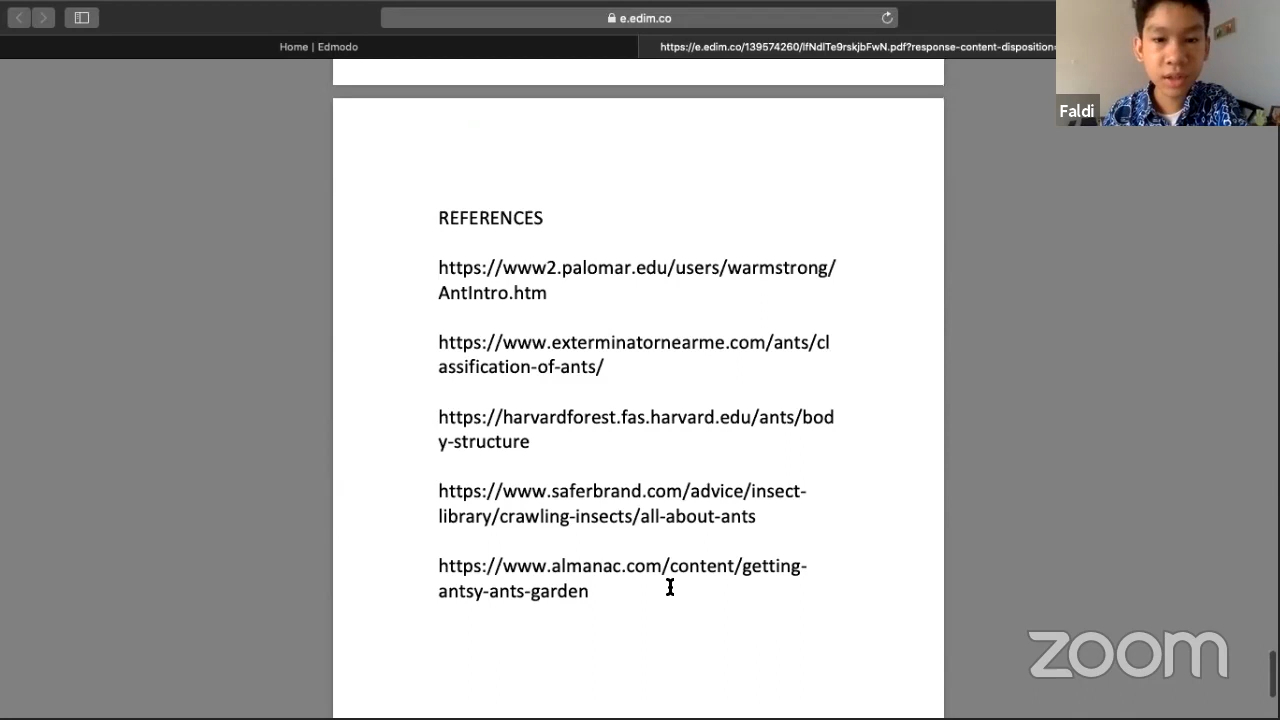 e.edim.co
Home | Edmodo
https://e.edim.co/139574260/lfNdlTe9rskjbFwN.pdf?response-content-disposition=
Faldi
REFERENCES
https://www2.palomar.edu/users/warmstrong/
AntIntro.htm
https://www.exterminatornearme.com/ants/cl
assification-of-ants/
https://harvardforest.fas.harvard.edu/ants/bod
y-structure
https://www.saferbrand.com/advice/insect-
library/crawling-insects/all-about-ants
https://www.almanac.com/content/getting-
antsy-ants-garden
zoom